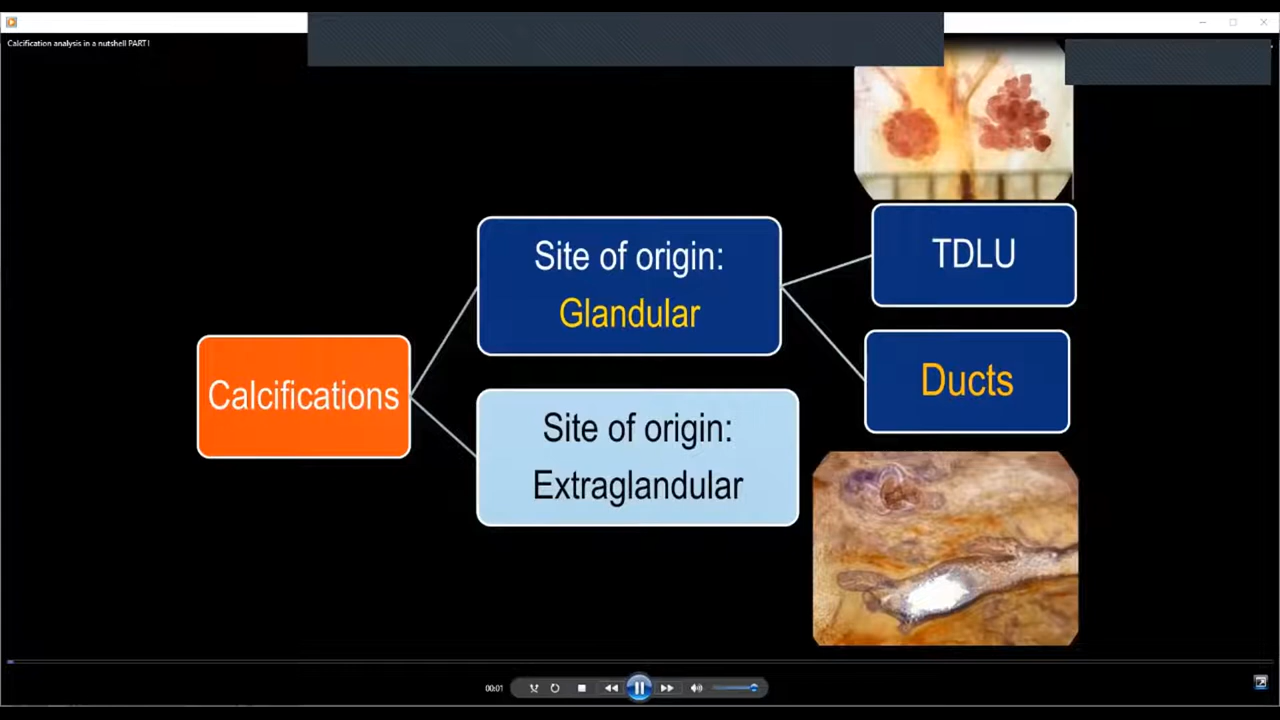 Calcification analysis in a nutshell PART I
TDLU
Site of origin:
Glandular
Ducts
Calcifications
Site of origin:
Extraglandular
00:01